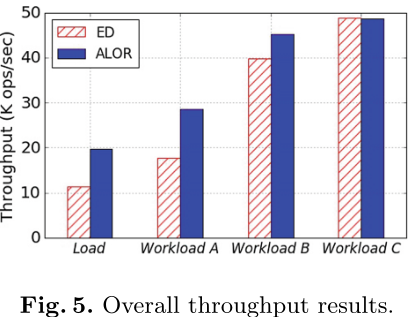 Throughput (K ops/sec)
50
40
30
20
10
0
ED
ALOR
Load
Workload A
Workload B
Workload C
Fig. 5. Overall throughput results.